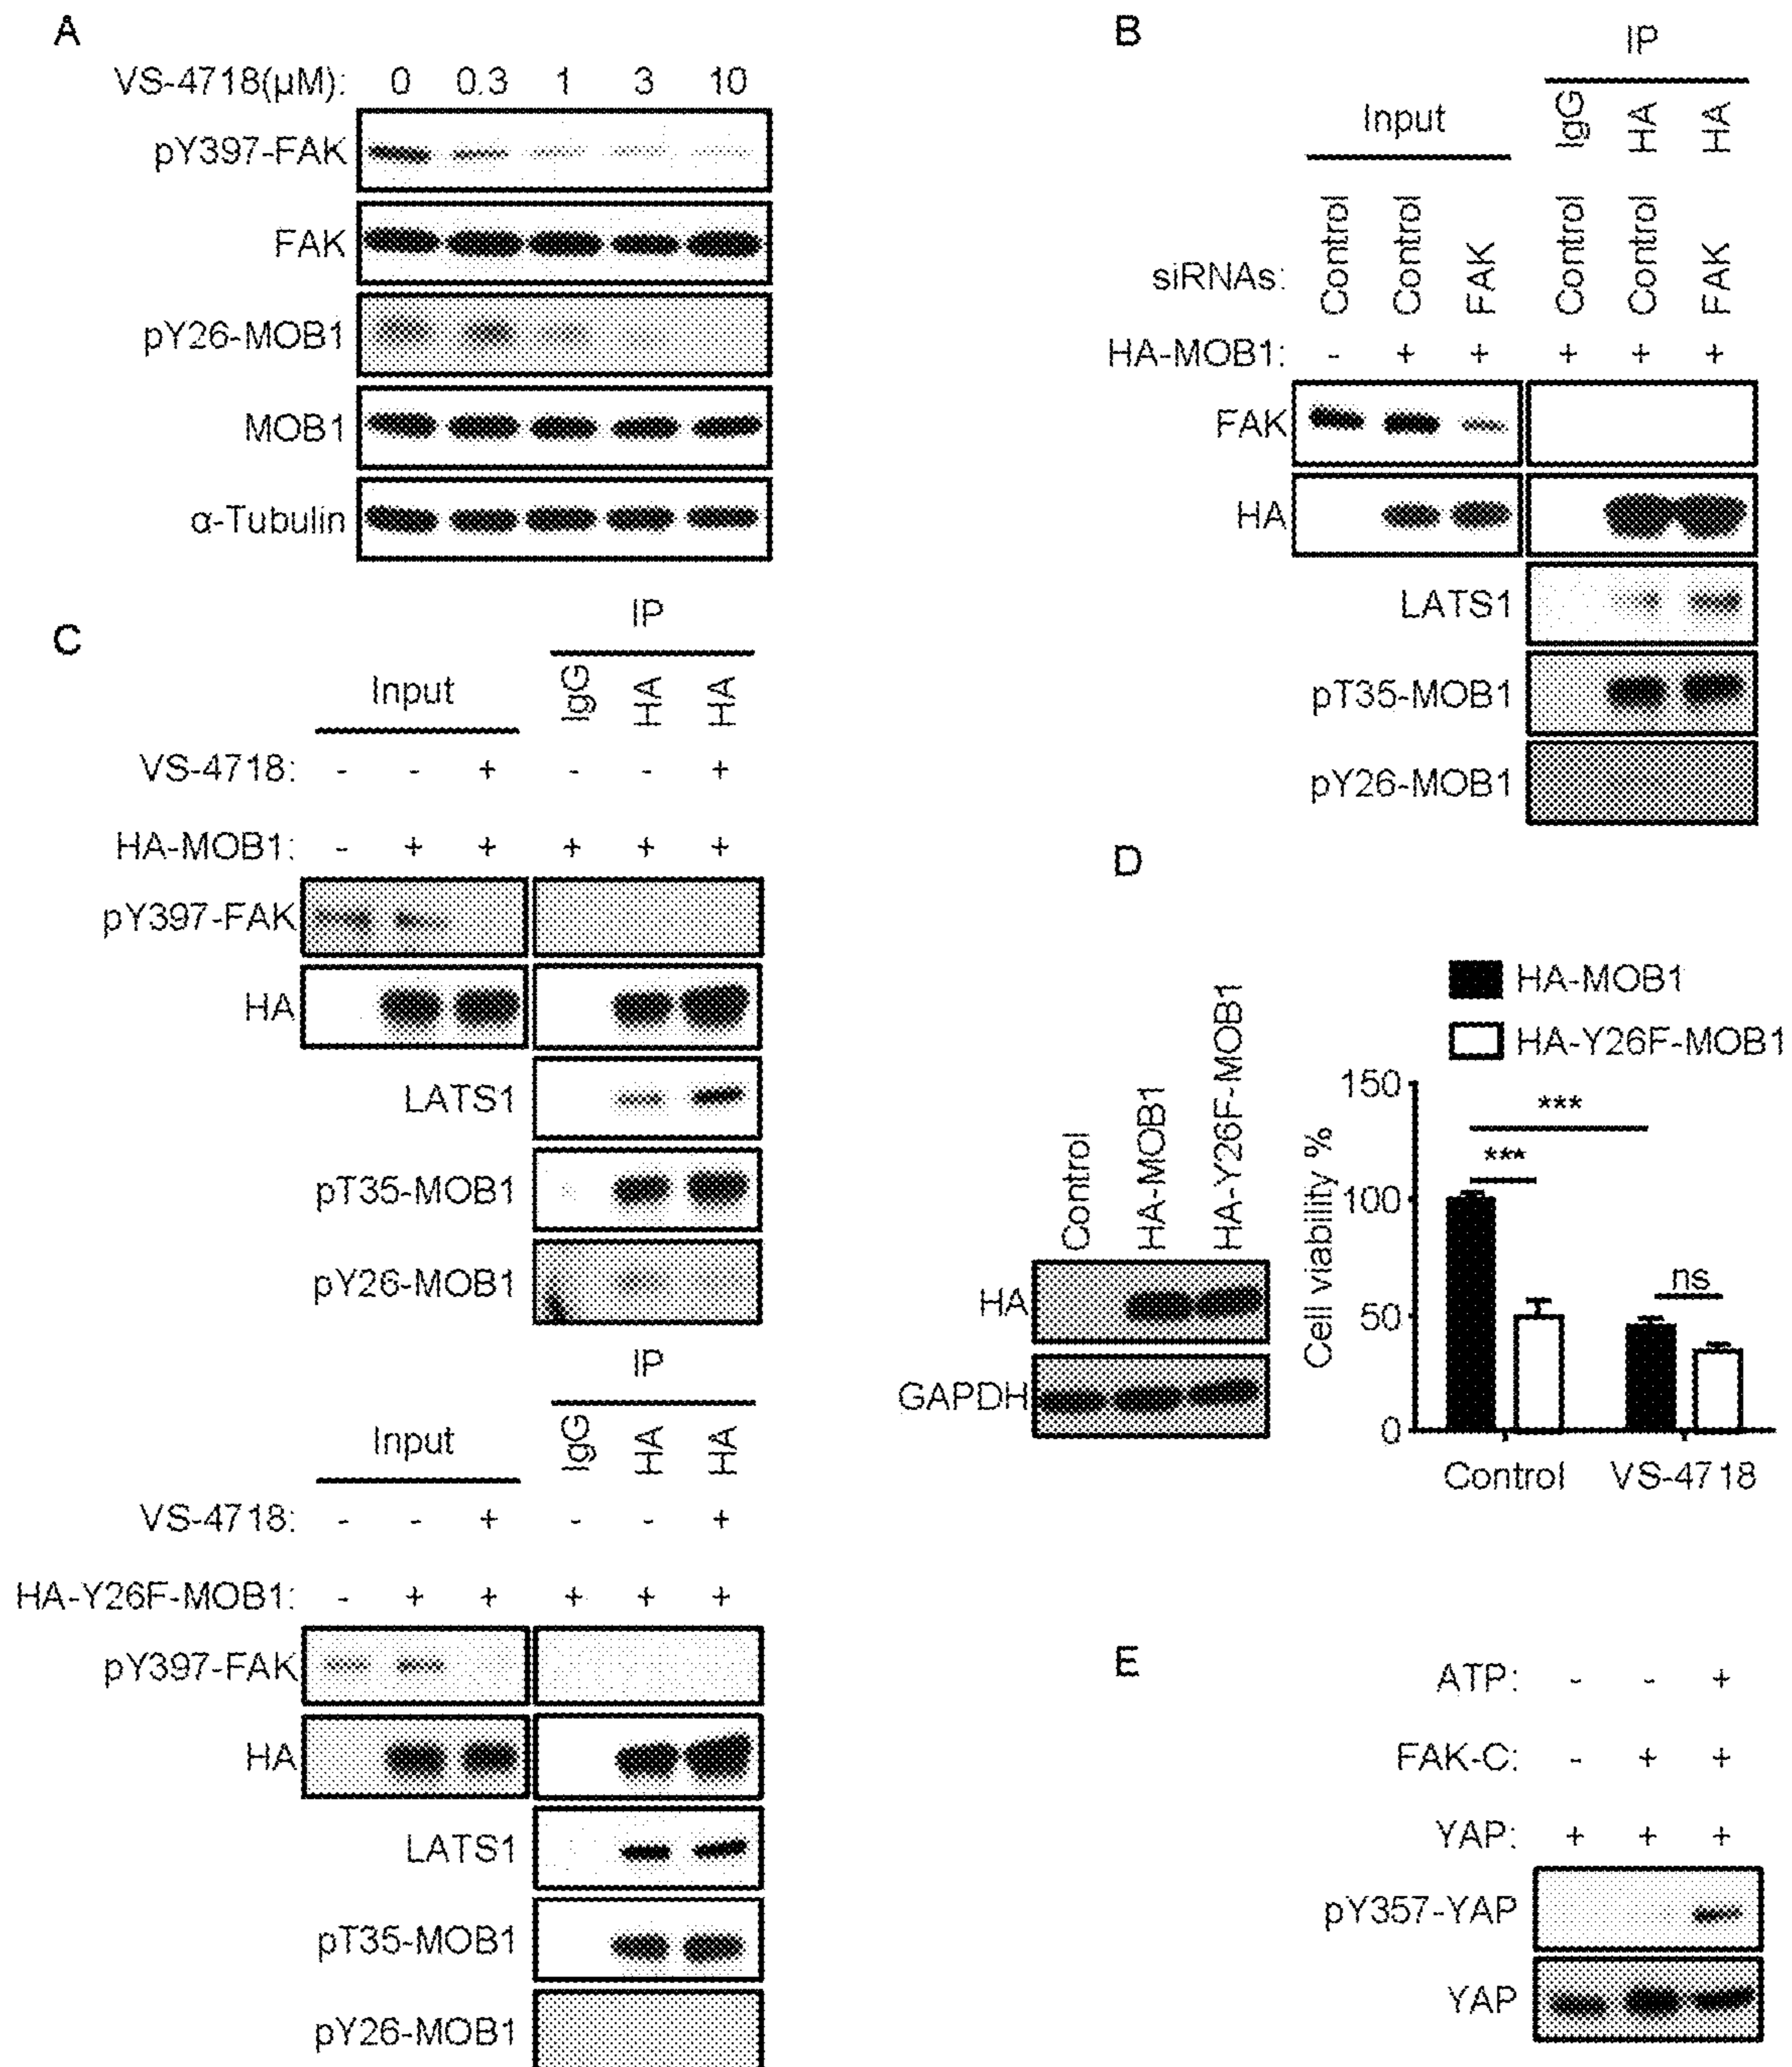 A
VS-4718(μM): 0 0.3 1 3 10
pY397-FAK
FAK
pY26-MOB1
MOB1
α-Tubulin
B
IP
Input IgG HA HA
siRNAs: Control Control FAK Control Control FAK
HA-MOB1: - + + + + +
FAK
HA
LATS1
pT35-MOB1
pY26-MOB1
C
IP
Input IgG HA HA
VS-4718: - - + - - +
HA-MOB1: - + + + + +
pY397-FAK
HA
LATS1
pT35-MOB1
pY26-MOB1
IP
Input IgG HA HA
VS-4718: - - + - - +
HA-Y26F-MOB1: - + + + + +
pY397-FAK
HA
LATS1
pT35-MOB1
pY26-MOB1
D
Control HA-MOB1 HA-Y26F-MOB1
HA
GAPDH
HA-MOB1
HA-Y26F-MOB1
Cell viability %
150
100
50
0
***
***
ns
Control VS-4718
E
ATP: - - +
FAK-C: - + +
YAP: + + +
pY357-YAP
YAP